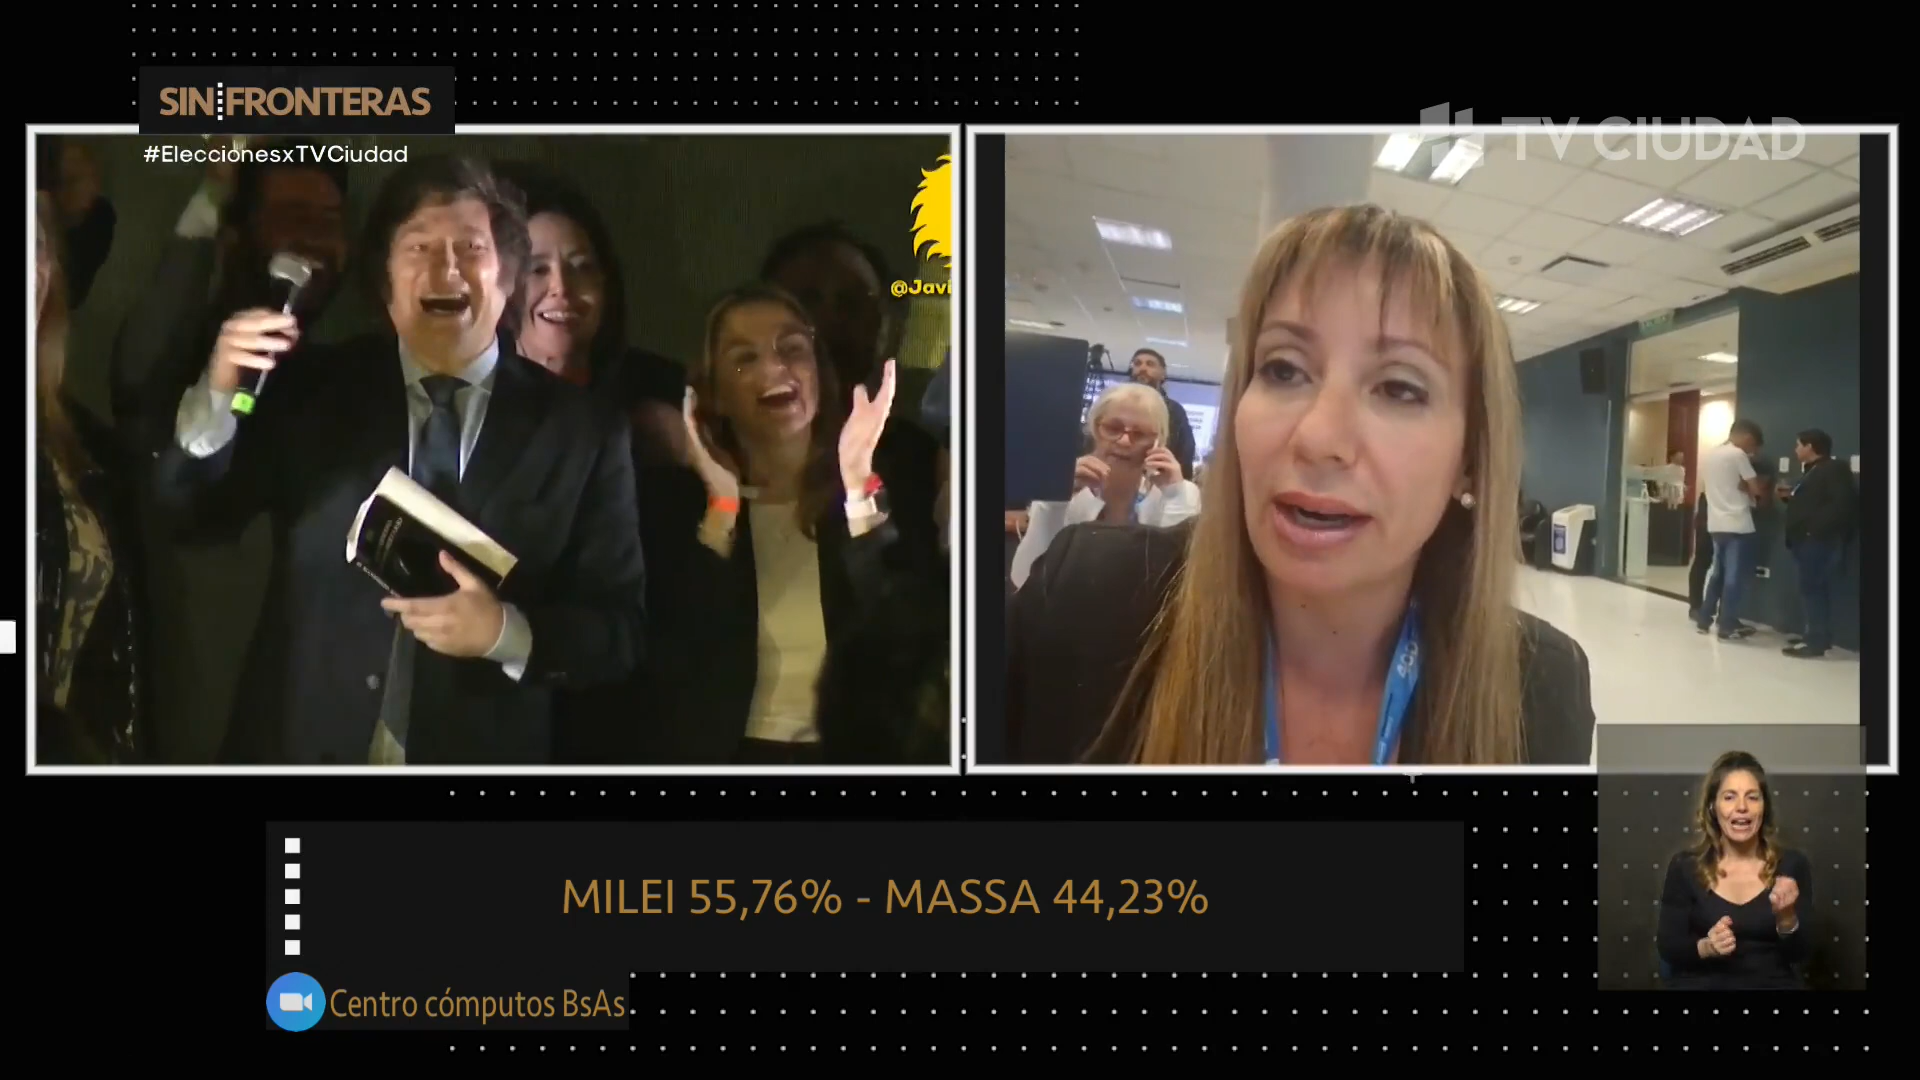 SIN FRONTERAS
#EleccionesxTVCiudad
TV CIUDAD
@Javi
MILEI 55,76% - MASSA 44,23%
Centro cómputos BsAs